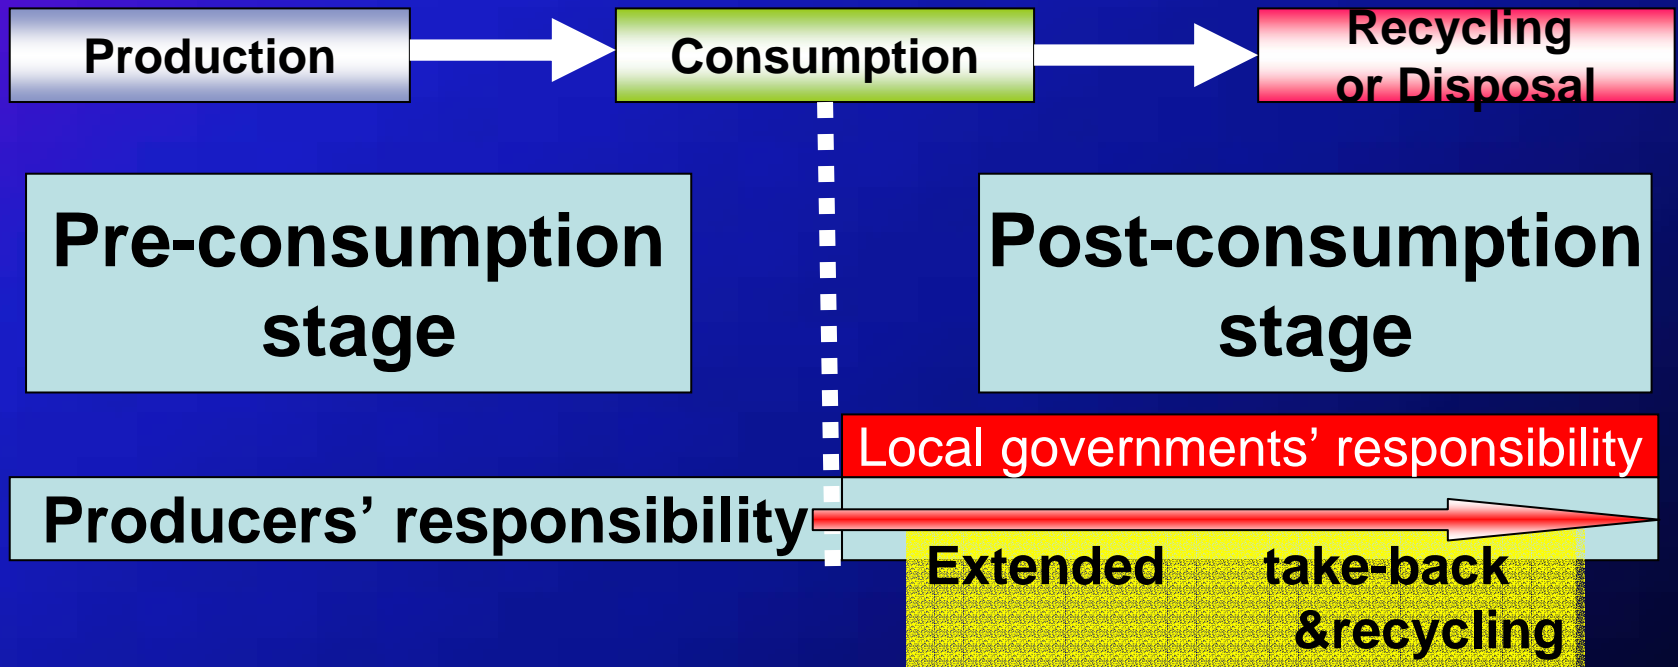 Production
Consumption
Recycling
or Disposal
Pre-consumption
stage
Post-consumption
stage
Local governments’ responsibility
Producers’ responsibility
Extended take-back
&recycling